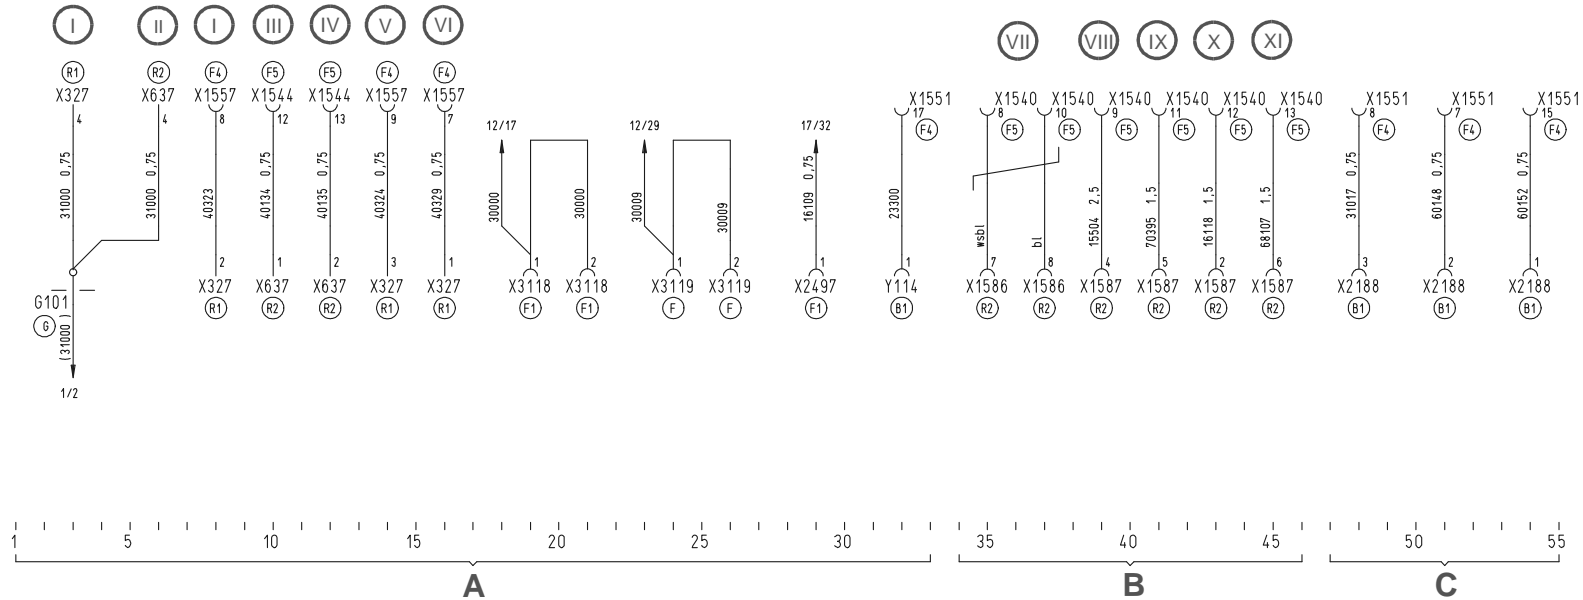 I II I III IV V VI VII VIII IX X XI
R1 R2 F4 F5 F5 F4 F4
X327 X637 X1557 X1544 X1544 X1557 X1557 X1551 X1540 X1540 X1540 X1540 X1540 X1540 X1551 X1551 X1551
4 4 8 12 13 9 7 17 8 10 9 11 12 13 8 7 15
F4 F5 F5 F5 F5 F5 F5 F4 F4 F4
12/17 12/29 17/32
31000 0,75
31000 0,75
40323
40134 0,75
40135 0,75
40324 0,75
40329 0,75
30000
30000
30009
30009
16109 0,75
23300
wsbl
bl
15504 2,5
70395 1,5
16118 1,5
68107 1,5
31017 0,75
60148 0,75
60152 0,75
2 1 2 3 1 1 2 1 2 1 1 7 8 4 5 2 6 3 2 1
X327 X637 X637 X327 X327 X3118 X3118 X3119 X3119 X2497 Y114 X1586 X1586 X1587 X1587 X1587 X1587 X2188 X2188 X2188
R1 R2 R2 R1 R1 F1 F1 F F F1 B1 R2 R2 R2 R2 R2 R2 B1 B1 B1
G101
G
(31000 )
1/2
1 5 10 15 20 25 30 35 40 45 50 55
A B C